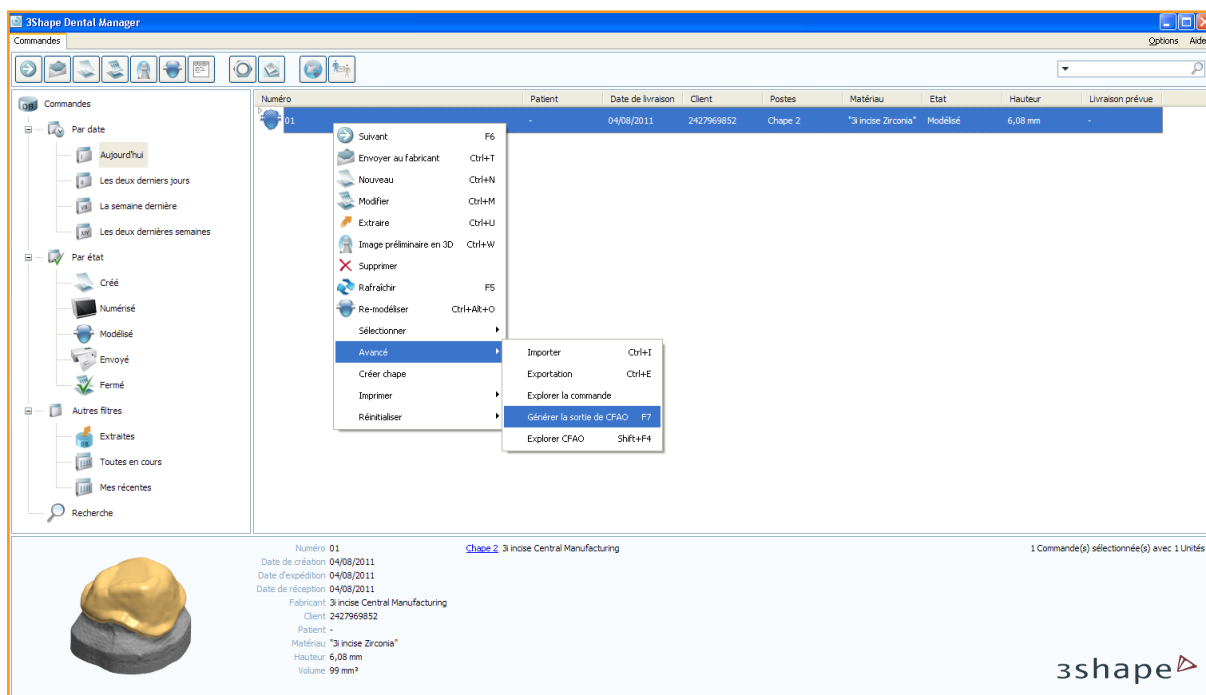 3Shape Dental Manager
Commandes
Options Aide
Commandes
Par date
Aujourd'hui
Les deux derniers jours
La semaine dernière
Les deux dernières semaines
Par état
Créé
Numérisé
Modélisé
Envoyé
Fermé
Autres filtres
Extraites
Toutes en cours
Mes récentes
Recherche
Numéro Patient Date de livraison Client Postes Matériau Etat Hauteur Livraison prévue
01 - 04/08/2011 2427969852 Chape 2 "3i incise Zirconia" Modélisé 6,08 mm -
Suivant F6
Envoyer au fabricant Ctrl+T
Nouveau Ctrl+N
Modifier Ctrl+M
Extraire Ctrl+U
Image préliminaire en 3D Ctrl+W
Supprimer
Rafraîchir F5
Re-modéliser Ctrl+Alt+O
Sélectionner
Avancé
Créer chape
Imprimer
Réinitialiser
Importer Ctrl+I
Exportation Ctrl+E
Explorer la commande
Générer la sortie de CFAO F7
Explorer CFAO Shift+F4
Numéro 01
Date de création 04/08/2011
Date d'expédition 04/08/2011
Date de réception 04/08/2011
Fabricant 3i incise Central Manufacturing
Client 2427969852
Patient -
Matériau "3i incise Zirconia"
Hauteur 6,08 mm
Volume 99 mm³
Chape 2 3i incise Central Manufacturing
1 Commande(s) sélectionnée(s) avec 1 Unités
3shape